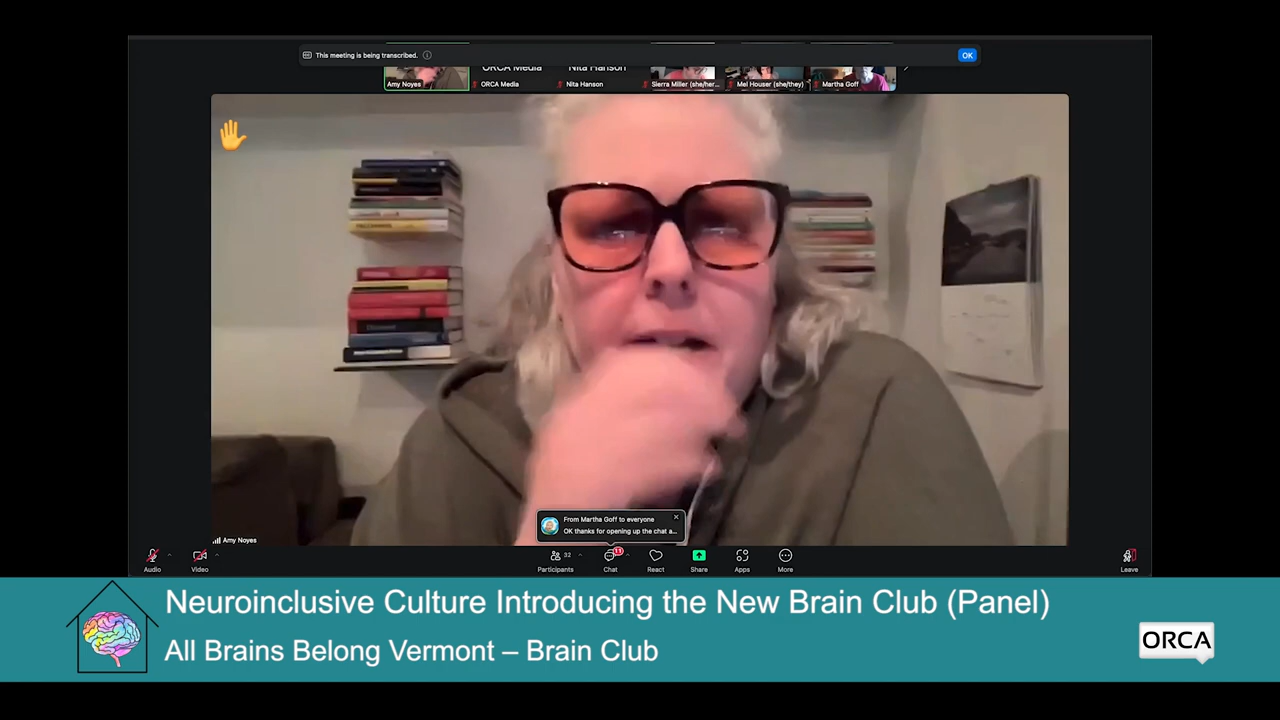 This meeting is being transcribed.
OK
ORCA Media
Nita Hanson
Amy Noyes
ORCA Media
Nita Hanson
Sierra Miller (she/her...
Mel Houser (she/they)
Martha Goff
From Martha Goff to everyone
OK thanks for opening up the chat a...
Amy Noyes
Audio
Video
32
Participants
11
Chat
React
Share
Apps
More
Leave
Neuroinclusive Culture Introducing the New Brain Club (Panel)
All Brains Belong Vermont – Brain Club
ORCA